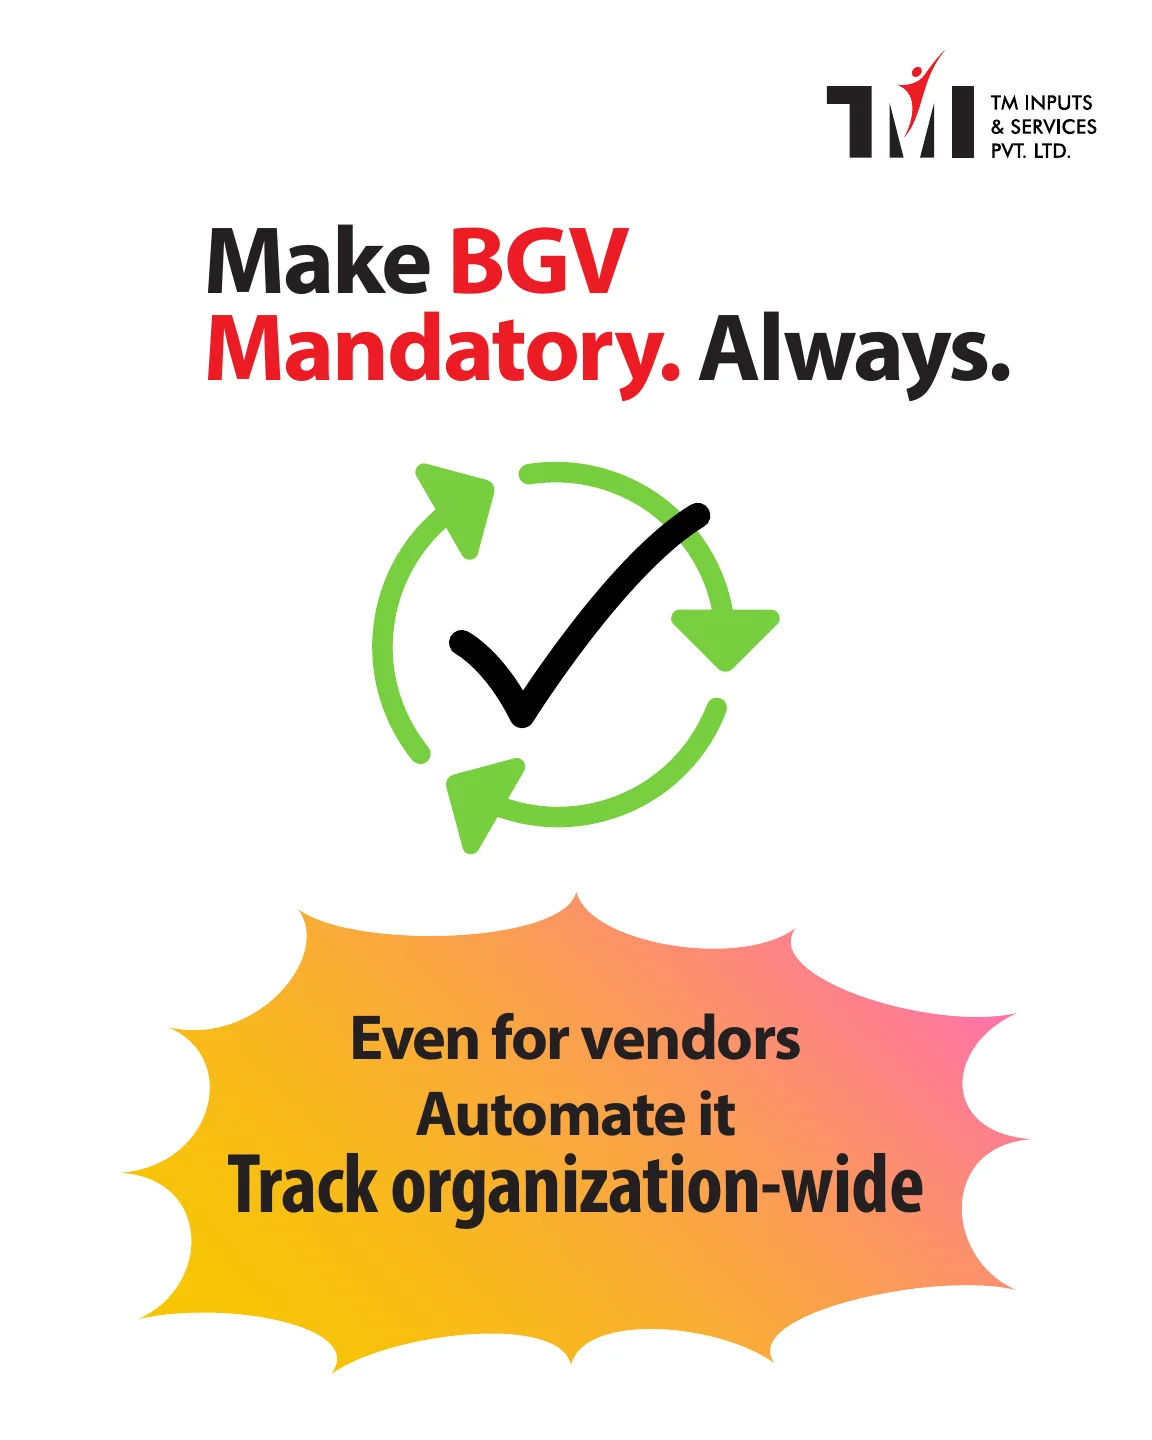 TMI
TM INPUTS
& SERVICES
PVT. LTD.
Make BGV
Mandatory. Always.
Even for vendors
Automate it
Track organization-wide